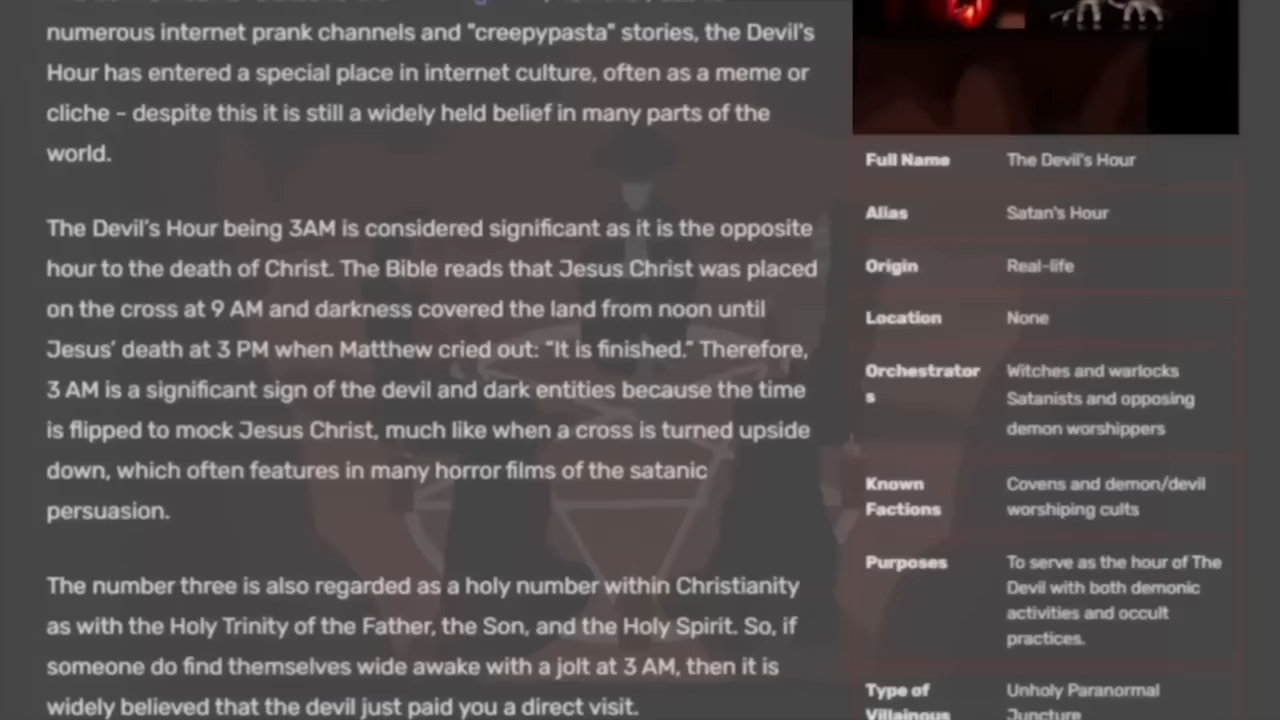 numerous internet prank channels and "creepypasta" stories, the Devil's
Hour has entered a special place in internet culture, often as a meme or
cliche - despite this it is still a widely held belief in many parts of the
world.
The Devil's Hour being 3AM is considered significant as it is the opposite
hour to the death of Christ. The Bible reads that Jesus Christ was placed
on the cross at 9 AM and darkness covered the land from noon until
Jesus' death at 3 PM when Matthew cried out: “It is finished.” Therefore,
3 AM is a significant sign of the devil and dark entities because the time
is flipped to mock Jesus Christ, much like when a cross is turned upside
down, which often features in many horror films of the satanic
persuasion.
The number three is also regarded as a holy number within Christianity
as with the Holy Trinity of the Father, the Son, and the Holy Spirit. So, if
someone do find themselves wide awake with a jolt at 3 AM, then it is
widely believed that the devil just paid you a direct visit.
Full Name The Devil's Hour
Alias Satan's Hour
Origin Real-life
Location None
Orchestrator Witches and warlocks
s Satanists and opposing
demon worshippers
Known Covens and demon/devil
Factions worshiping cults
Purposes To serve as the hour of The
Devil with both demonic
activities and occult
practices.
Type of Unholy Paranormal
Villainous Juncture